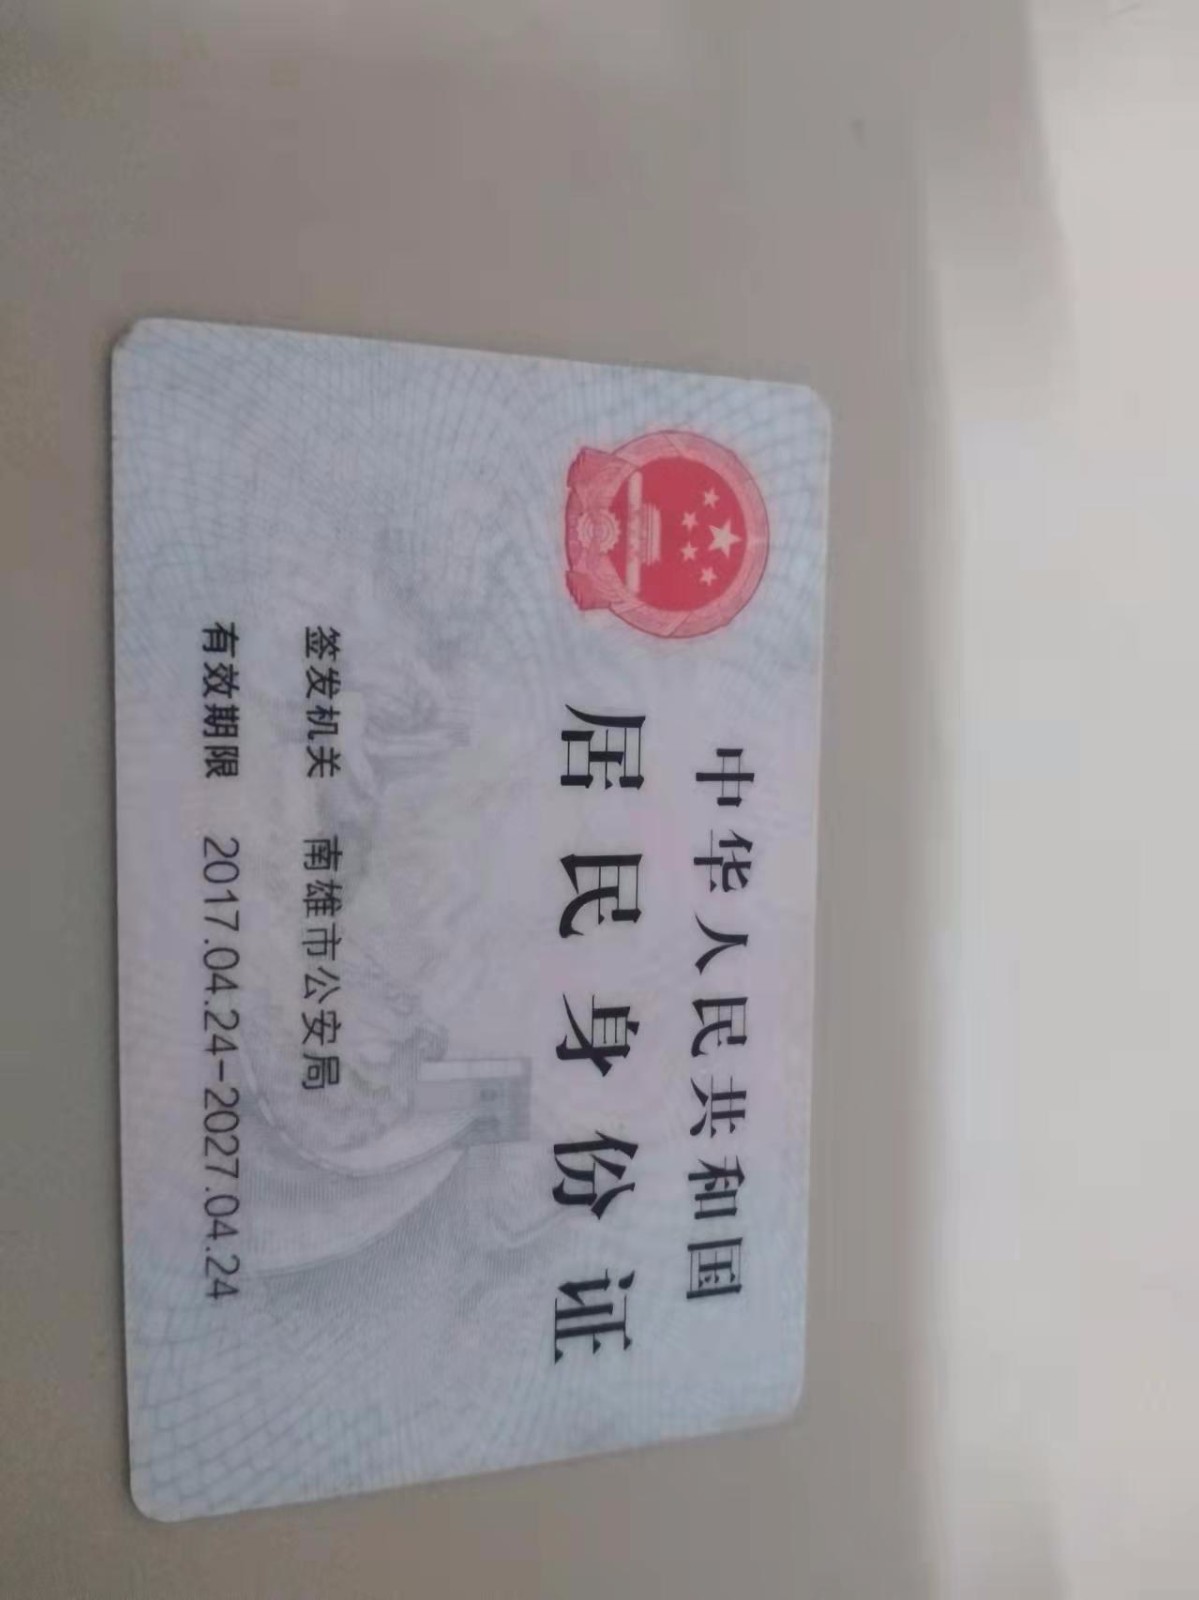 中华人民共和国
居民身份证
签发机关 南雄市公安局
有效期限 2017.04.24-2027.04.24